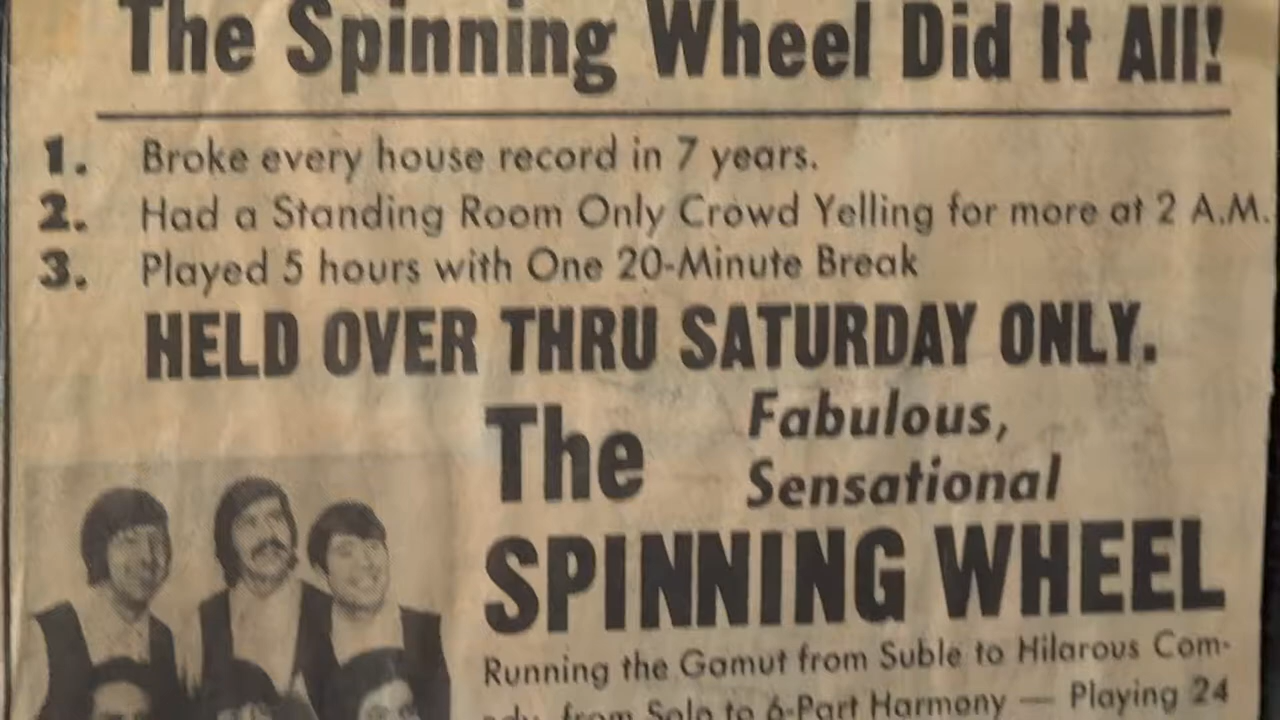 The Spinning Wheel Did It All!
1. Broke every house record in 7 years.
2. Had a Standing Room Only Crowd Yelling for more at 2 A.M.
3. Played 5 hours with One 20-Minute Break
HELD OVER THRU SATURDAY ONLY.
The Fabulous,
Sensational
SPINNING WHEEL
Running the Gamut from Suble to Hilarous Com-
edy, from Solo to 6-Part Harmony — Playing 24